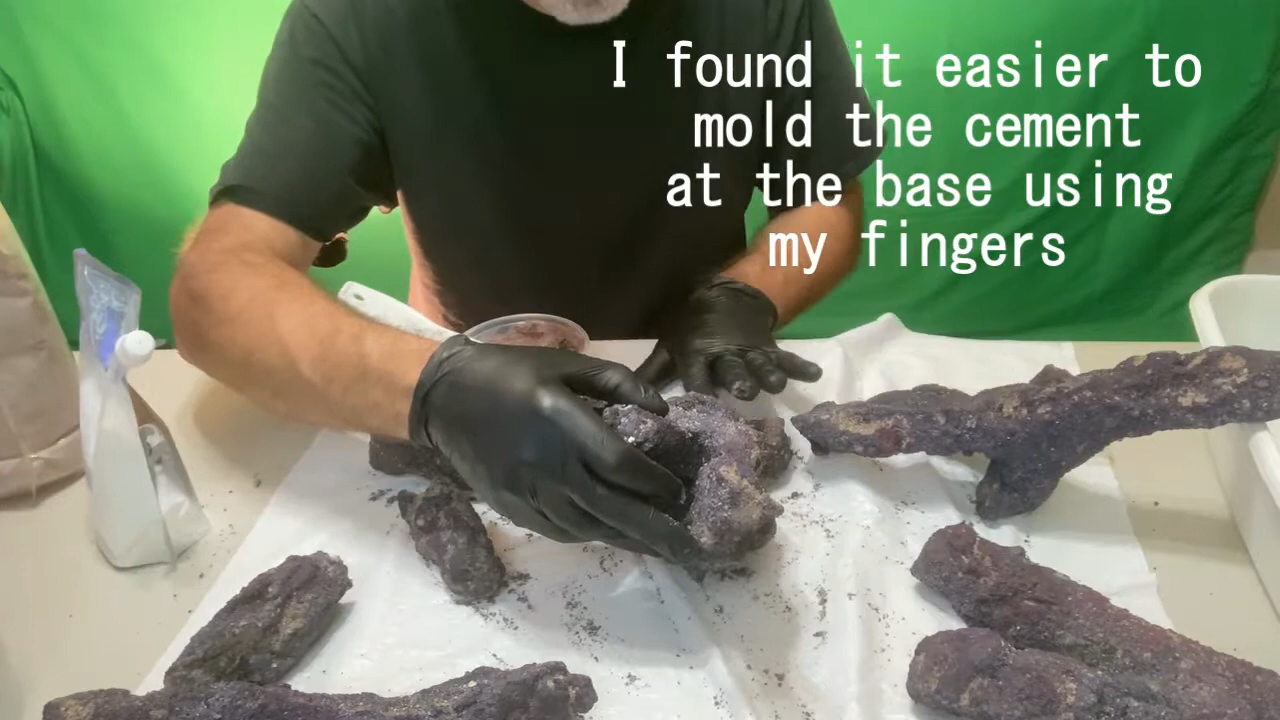 I found it easier to
mold the cement
at the base using
my fingers